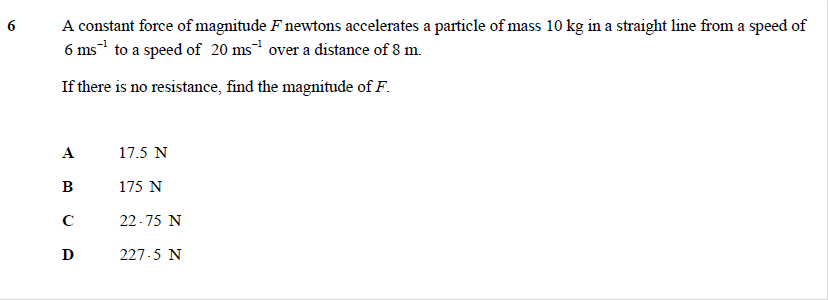 6 A constant force of magnitude F newtons accelerates a particle of mass 10 kg in a straight line from a speed of
6 ms⁻¹ to a speed of 20 ms⁻¹ over a distance of 8 m.
If there is no resistance, find the magnitude of F.
A 17.5 N
B 175 N
C 22·75 N
D 227·5 N